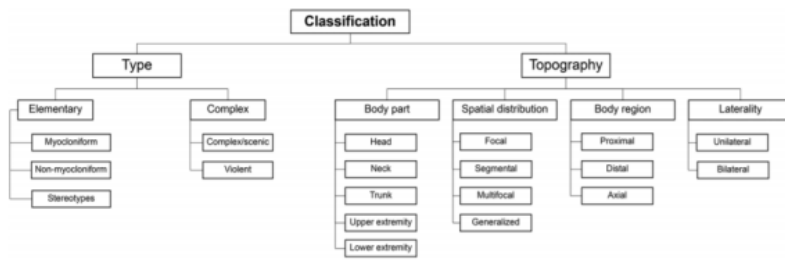 Classification
Type
Topography
Elementary
Complex
Body part
Spatial distribution
Body region
Laterality
Myocloniform
Complex/scenic
Head
Focal
Proximal
Unilateral
Non-myocloniform
Violent
Neck
Segmental
Distal
Bilateral
Stereotypes
Trunk
Multifocal
Axial
Upper extremity
Generalized
Lower extremity